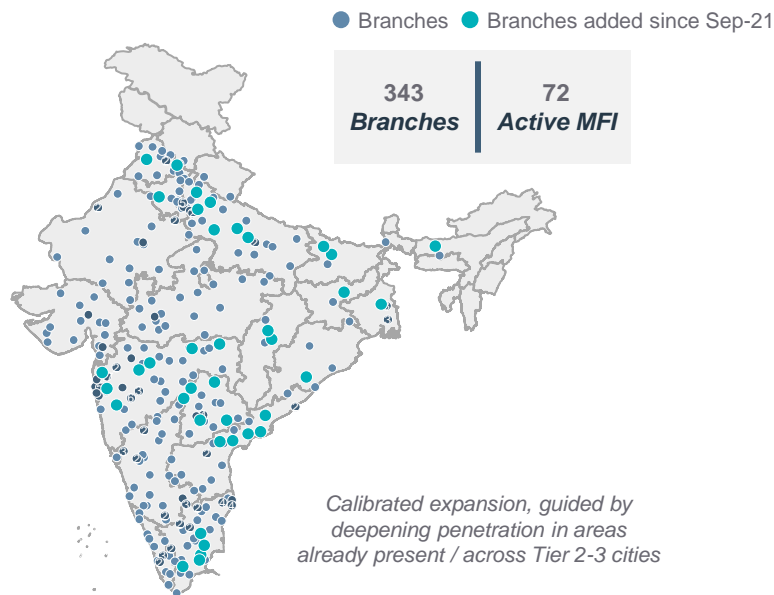 Branches Branches added since Sep-21
343 72
Branches Active MFI
Calibrated expansion, guided by
deepening penetration in areas
already present / across Tier 2-3 cities